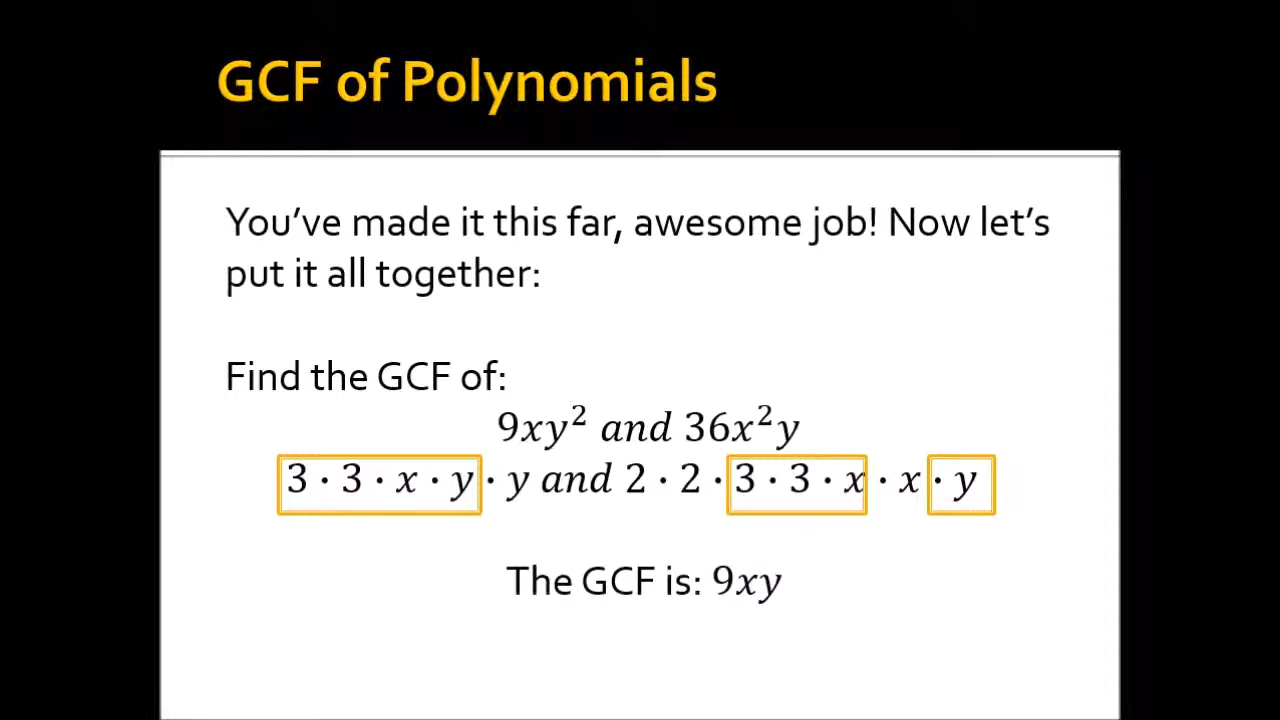 GCF of Polynomials
You’ve made it this far, awesome job! Now let’s
put it all together:
Find the GCF of:
9xy² and 36x²y
3 · 3 · x · y · y and 2 · 2 · 3 · 3 · x · x · y
The GCF is: 9xy